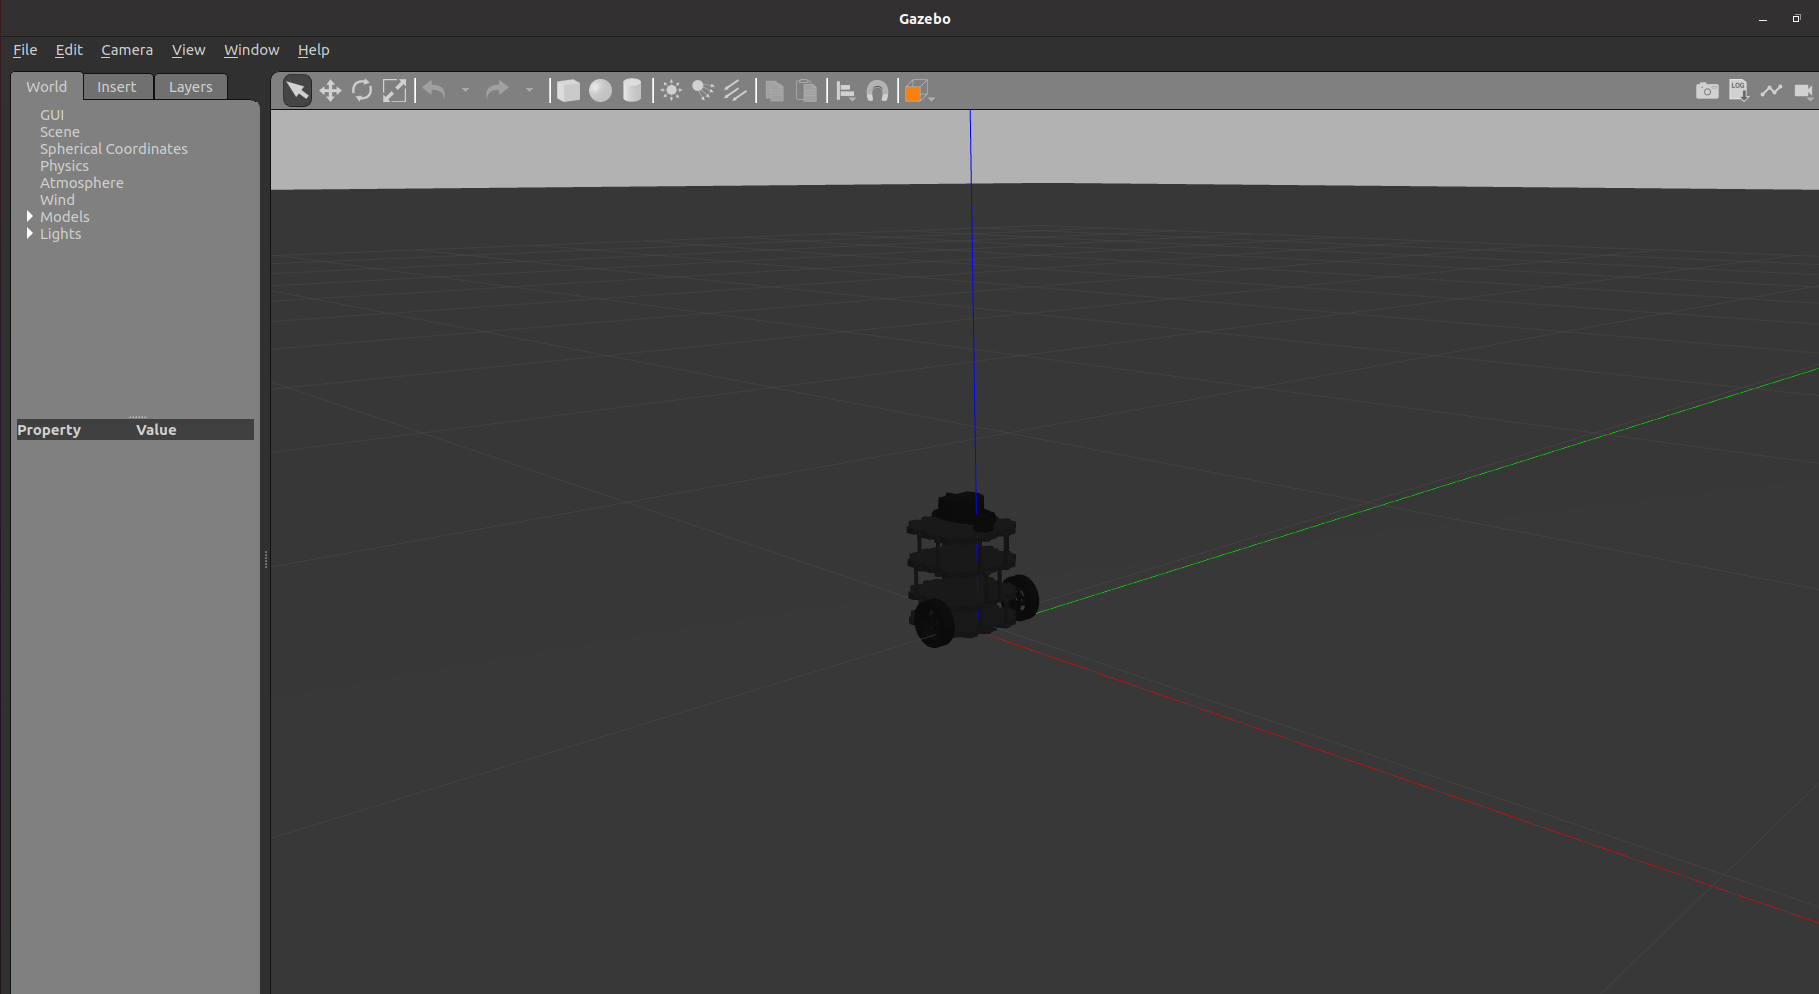 Gazebo
File Edit Camera View Window Help
World Insert Layers
LOG
GUI
Scene
Spherical Coordinates
Physics
Atmosphere
Wind
Models
Lights
Property Value